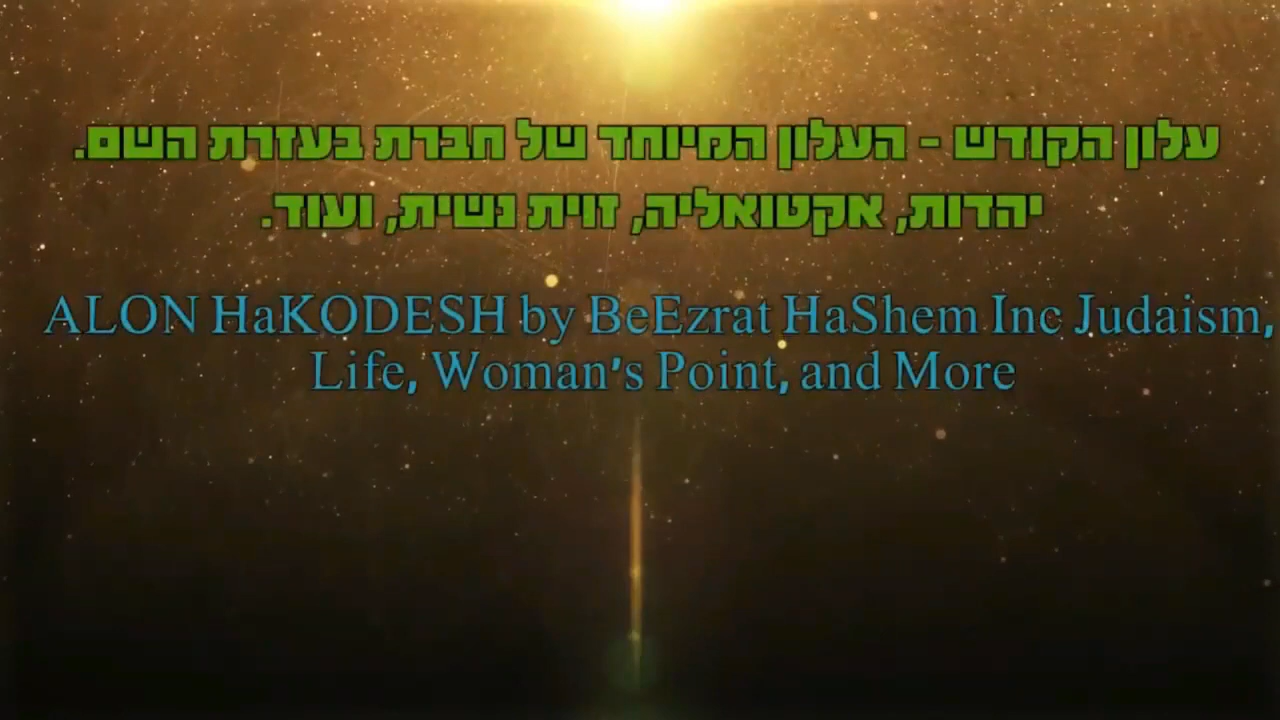 עלון הקודש - העלון המיוחד של חברת בעזרת השם.
יהדות, אקטואליה, זוית נשית, ועוד.
ALON HaKODESH by BeEzrat HaShem Inc Judaism,
Life, Woman's Point, and More